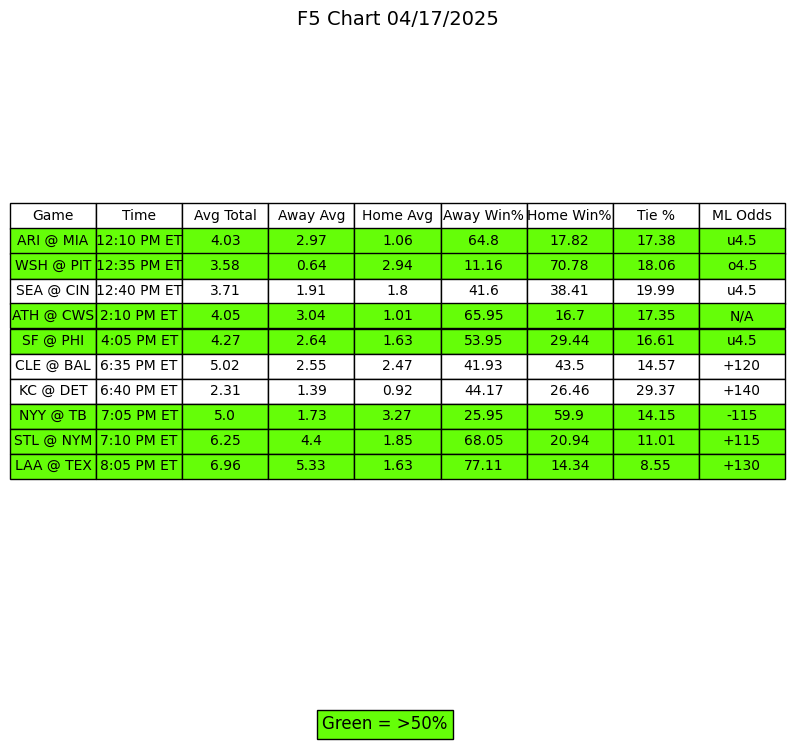 F5 Chart 04/17/2025
Game Time Avg Total Away Avg Home Avg Away Win% Home Win% Tie % ML Odds
ARI @ MIA 12:10 PM ET 4.03 2.97 1.06 64.8 17.82 17.38 u4.5
WSH @ PIT 12:35 PM ET 3.58 0.64 2.94 11.16 70.78 18.06 o4.5
SEA @ CIN 12:40 PM ET 3.71 1.91 1.8 41.6 38.41 19.99 u4.5
ATH @ CWS 2:10 PM ET 4.05 3.04 1.01 65.95 16.7 17.35 N/A
SF @ PHI 4:05 PM ET 4.27 2.64 1.63 53.95 29.44 16.61 u4.5
CLE @ BAL 6:35 PM ET 5.02 2.55 2.47 41.93 43.5 14.57 +120
KC @ DET 6:40 PM ET 2.31 1.39 0.92 44.17 26.46 29.37 +140
NYY @ TB 7:05 PM ET 5.0 1.73 3.27 25.95 59.9 14.15 -115
STL @ NYM 7:10 PM ET 6.25 4.4 1.85 68.05 20.94 11.01 +115
LAA @ TEX 8:05 PM ET 6.96 5.33 1.63 77.11 14.34 8.55 +130
Green = >50%